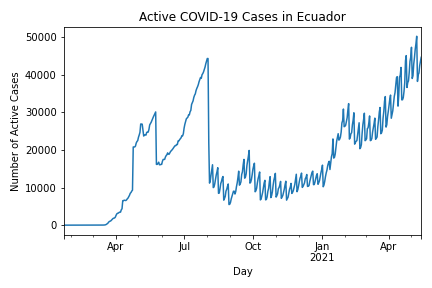 Active COVID-19 Cases in Ecuador
Number of Active Cases
50000
40000
30000
20000
10000
0
Apr Jul Oct Jan Apr
2021
Day